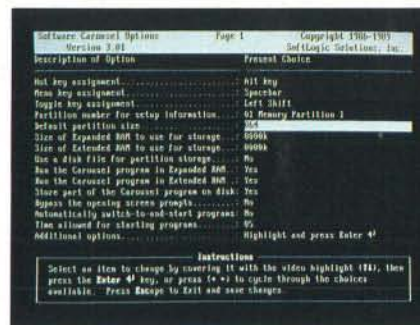 Software Carousel Options Page 1 Copyright 1986-1989
Version 3.01 SoftLogic Solutions, Inc.
Description of Option Present Choice
Hot key assignment: Alt key
Menu key assignment: Spacebar
Toggle key assignment: Left Shift
Partition number for setup information: 01 Memory Partition 1
Default partition size
Size of Expanded RAM to use for storage: 0000k
Size of Extended RAM to use for storage: 0000k
Use a disk file for partition storage: No
Run the Carousel program in Expanded RAM: Yes
Run the Carousel program in Extended RAM: Yes
Store part of the Carousel program on disk: Yes
Bypass the opening screen prompts: No
Automatically switch-to-and-start programs: No
Time allowed for starting programs: 05
Additional options: Highlight and press Enter ↵
Instructions
Select an item to change by covering it with the video highlight (↑↓), then
press the Enter ↵ key, or press (← →) to cycle through the choices
available. Press Escape to Exit and save changes.